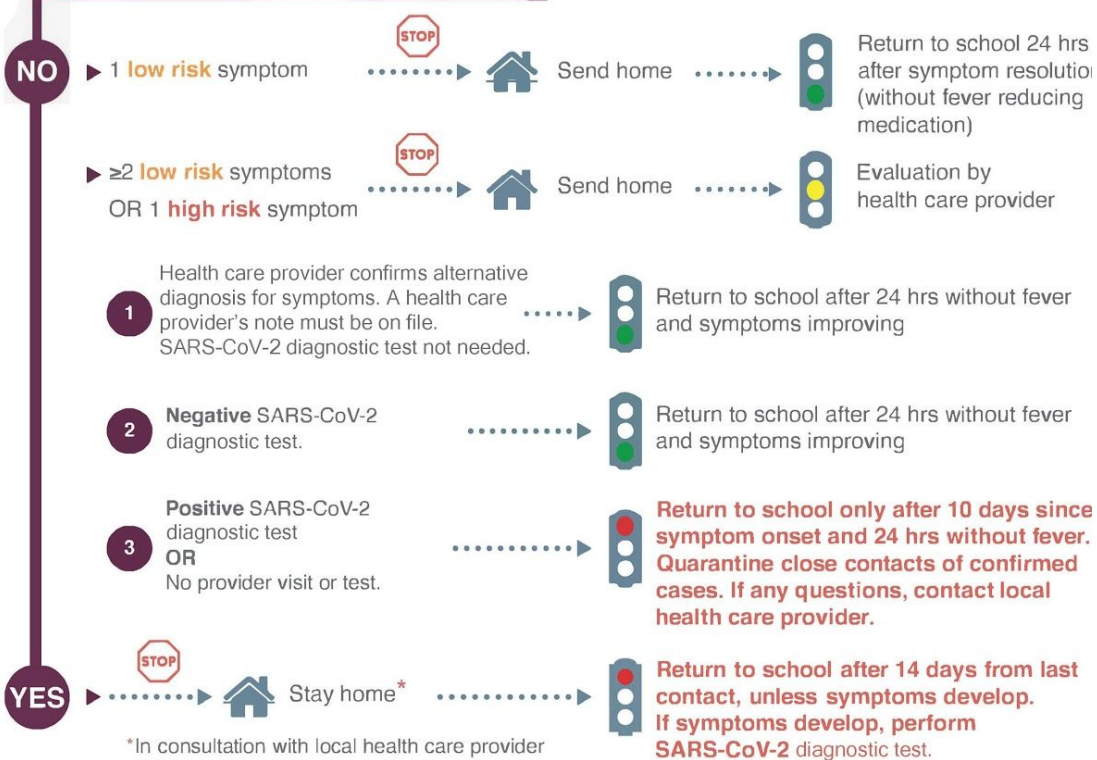 NO
1 low risk symptom
STOP
Send home
Return to school 24 hrs
after symptom resolution
(without fever reducing
medication)
≥2 low risk symptoms
OR 1 high risk symptom
STOP
Send home
Evaluation by
health care provider
1
Health care provider confirms alternative
diagnosis for symptoms. A health care
provider's note must be on file.
SARS-CoV-2 diagnostic test not needed.
Return to school after 24 hrs without fever
and symptoms improving
2
Negative SARS-CoV-2
diagnostic test.
Return to school after 24 hrs without fever
and symptoms improving
3
Positive SARS-CoV-2
diagnostic test
OR
No provider visit or test.
Return to school only after 10 days since
symptom onset and 24 hrs without fever.
Quarantine close contacts of confirmed
cases. If any questions, contact local
health care provider.
YES
STOP
Stay home*
Return to school after 14 days from last
contact, unless symptoms develop.
If symptoms develop, perform
SARS-CoV-2 diagnostic test.
*In consultation with local health care provider